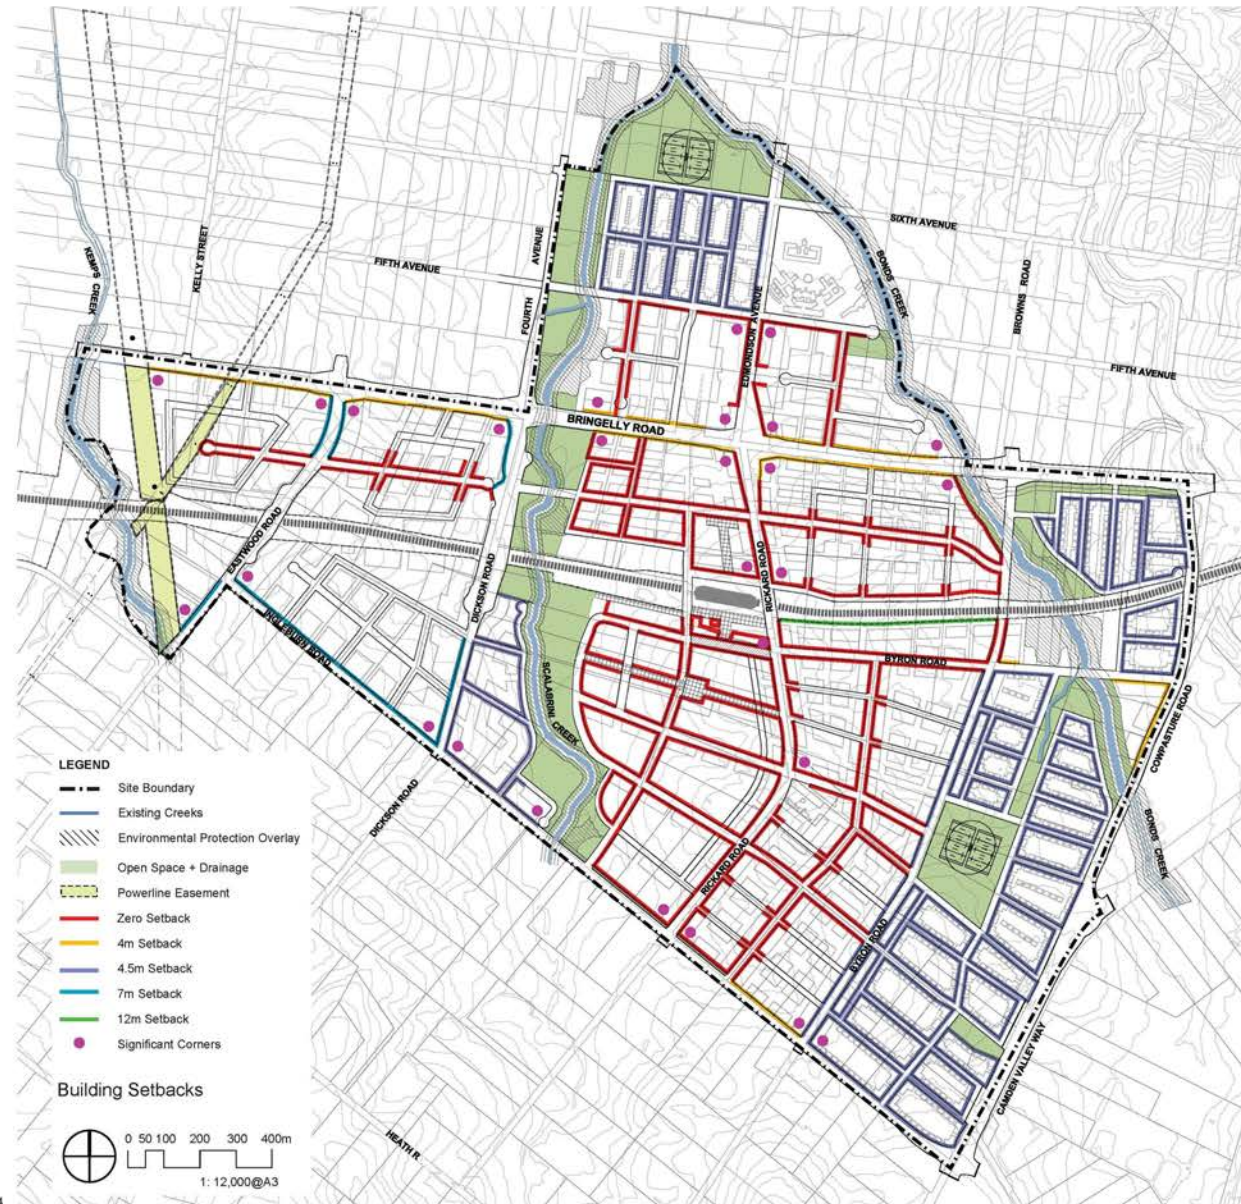 SIXTH AVENUE
KELLY STREET
KEMPS CREEK
FIFTH AVENUE
FOURTH AVENUE
EDMONDSON AVENUE
BONDS CREEK
BROWNS ROAD
FIFTH AVENUE
BRINGELLY ROAD
EASTWOOD ROAD
DICKSON ROAD
RICKARD ROAD
INGLEBURN ROAD
SCALABRINI CREEK
BYRON ROAD
COWPASTURE ROAD
DICKSON ROAD
RICKARD ROAD
BONDS CREEK
BYRON ROAD
CAMDEN VALLEY WAY
HEATH R
LEGEND
Site Boundary
Existing Creeks
Environmental Protection Overlay
Open Space + Drainage
Powerline Easement
Zero Setback
4m Setback
4.5m Setback
7m Setback
12m Setback
Significant Corners
Building Setbacks
0 50 100 200 300 400m
1: 12,000@A3